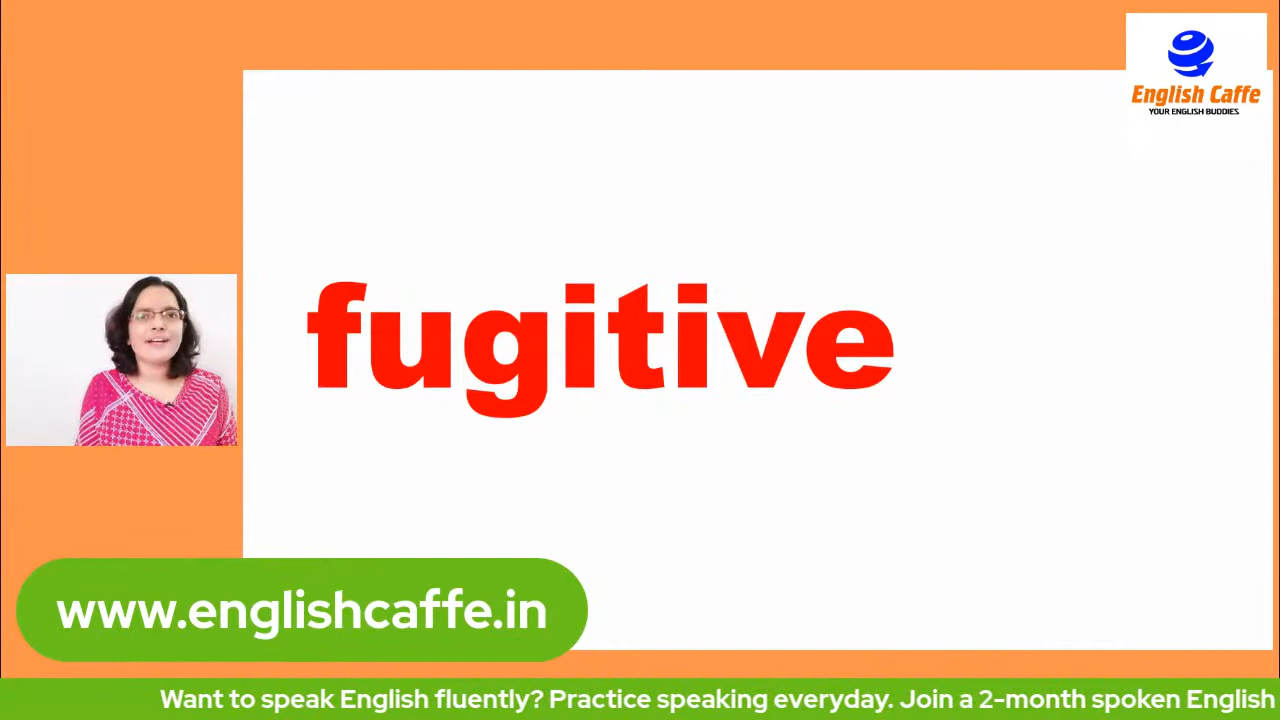 English Caffe
YOUR ENGLISH BUDDIES
fugitive
www.englishcaffe.in
Want to speak English fluently? Practice speaking everyday. Join a 2-month spoken English